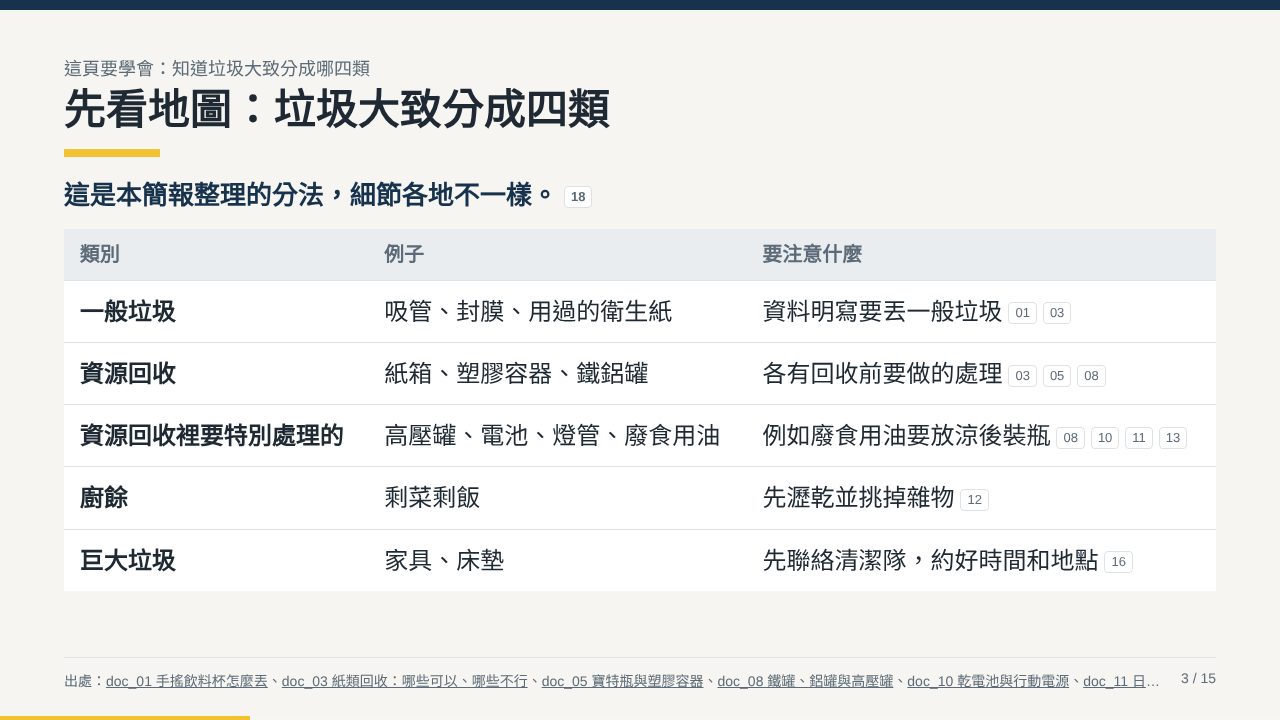 這頁要學會：知道垃圾大致分成哪四類
先看地圖：垃圾大致分成四類
這是本簡報整理的分法，細節各地不一樣。 18
類別 例子 要注意什麼
一般垃圾 吸管、封膜、用過的衛生紙 資料明寫要丟一般垃圾 01 03
資源回收 紙箱、塑膠容器、鐵鋁罐 各有回收前要做的處理 03 05 08
資源回收裡要特別處理的 高壓罐、電池、燈管、廢食用油 例如廢食用油要放涼後裝瓶 08 10 11 13
廚餘 剩菜剩飯 先瀝乾並挑掉雜物 12
巨大垃圾 家具、床墊 先聯絡清潔隊，約好時間和地點 16
出處：doc_01 手搖飲料杯怎麼丟、doc_03 紙類回收：哪些可以、哪些不行、doc_05 寶特瓶與塑膠容器、doc_08 鐵罐、鋁罐與高壓罐、doc_10 乾電池與行動電源、doc_11 日… 3 / 15